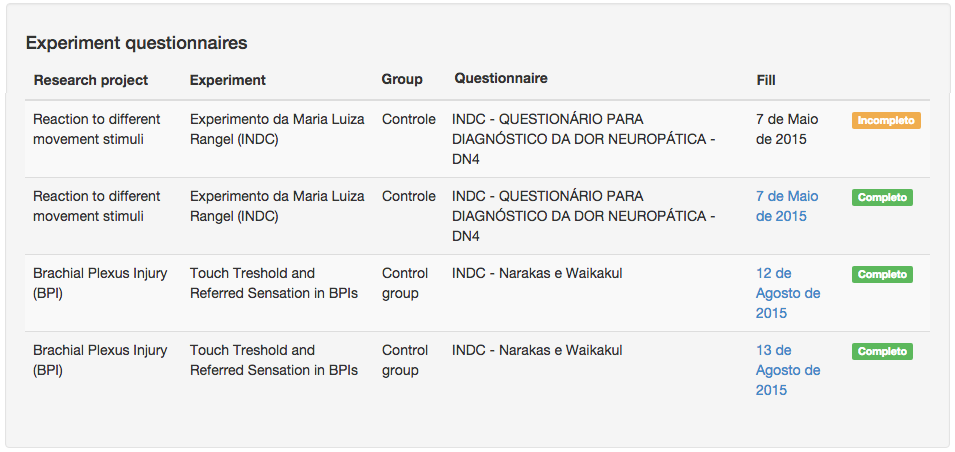 Experiment questionnaires
Research project Experiment Group Questionnaire Fill
Reaction to different Experimento da Maria Luiza Controle INDC - QUESTIONÁRIO PARA 7 de Maio Incompleto
movement stimuli Rangel (INDC) DIAGNÓSTICO DA DOR NEUROPÁTICA - de 2015
DN4
Reaction to different Experimento da Maria Luiza Controle INDC - QUESTIONÁRIO PARA 7 de Maio Completo
movement stimuli Rangel (INDC) DIAGNÓSTICO DA DOR NEUROPÁTICA - de 2015
DN4
Brachial Plexus Injury Touch Treshold and Control INDC - Narakas e Waikakul 12 de Completo
(BPI) Referred Sensation in BPIs group Agosto de
2015
Brachial Plexus Injury Touch Treshold and Control INDC - Narakas e Waikakul 13 de Completo
(BPI) Referred Sensation in BPIs group Agosto de
2015